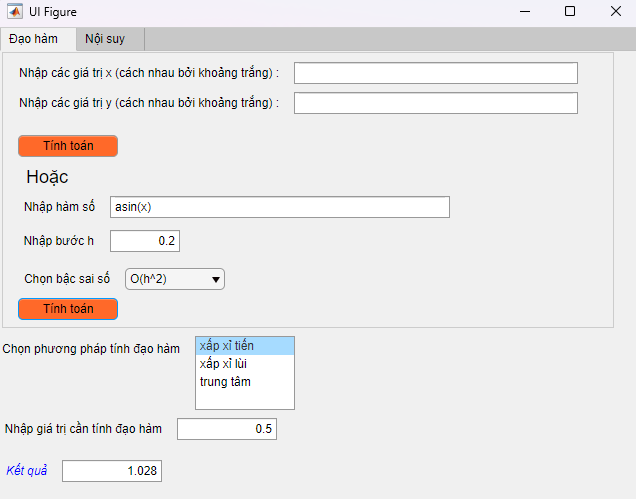 UI Figure
Đạo hàm Nội suy
Nhập các giá trị x (cách nhau bởi khoảng trắng) :
Nhập các giá trị y (cách nhau bởi khoảng trắng) :
Tính toán
Hoặc
Nhập hàm số asin(x)
Nhập bước h 0.2
Chọn bậc sai số O(h^2)
Tính toán
Chọn phương pháp tính đạo hàm xấp xỉ tiến
xấp xỉ lùi
trung tâm
Nhập giá trị cần tính đạo hàm 0.5
Kết quả 1.028